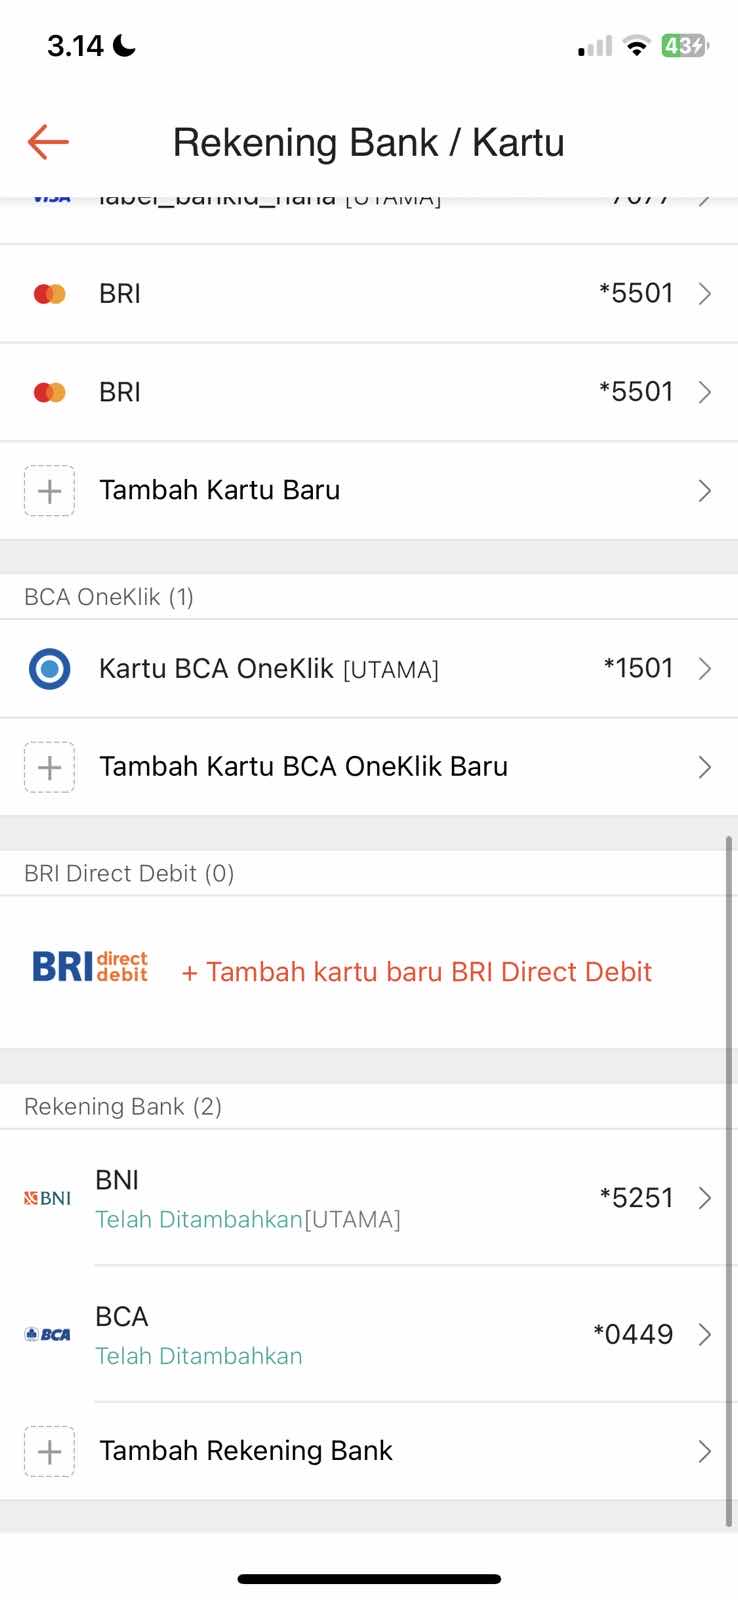 3.14
43
Rekening Bank / Kartu
VISA label_bankid_hana [UTAMA] 7677
BRI *5501
BRI *5501
Tambah Kartu Baru
BCA OneKlik (1)
Kartu BCA OneKlik [UTAMA] *1501
Tambah Kartu BCA OneKlik Baru
BRI Direct Debit (0)
BRI direct debit + Tambah kartu baru BRI Direct Debit
Rekening Bank (2)
BNI
BNI *5251
Telah Ditambahkan[UTAMA]
BCA
BCA *0449
Telah Ditambahkan
Tambah Rekening Bank